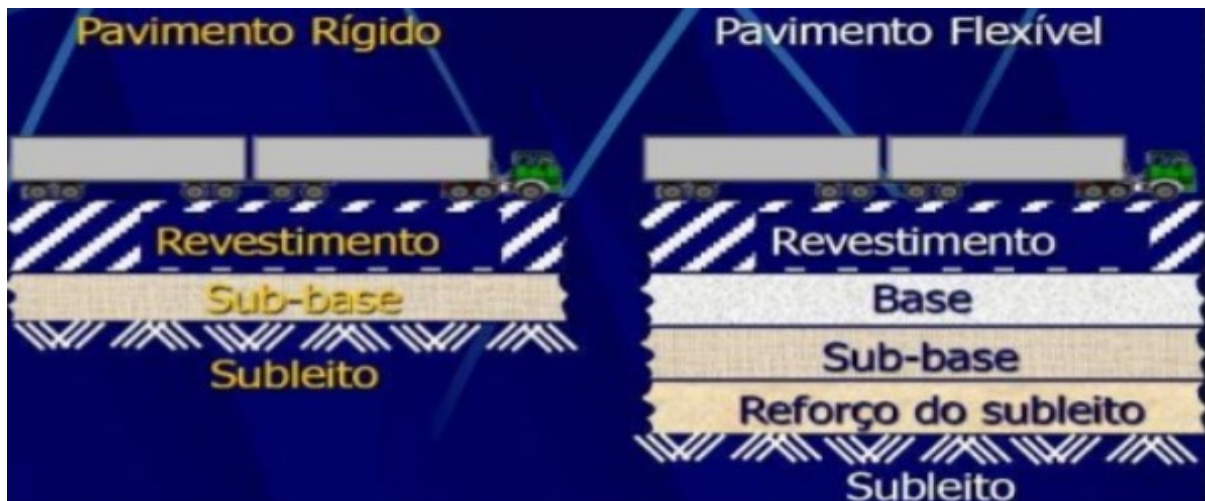 Pavimento Rígido
Revestimento
Sub-base
Subleito
Pavimento Flexível
Revestimento
Base
Sub-base
Reforço do subleito
Subleito